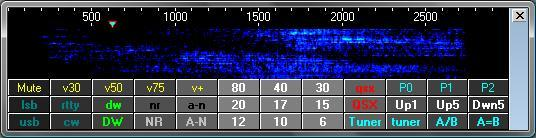 500 1000 1500 2000 2500
Mute v30 v50 v75 v+ 80 40 30 qsx P0 P1 P2
lsb rtty dw nr a-n 20 17 15 QSX Up1 Up5 Dwn5
usb cw DW NR A-N 12 10 6 Tuner tuner A/B A=B